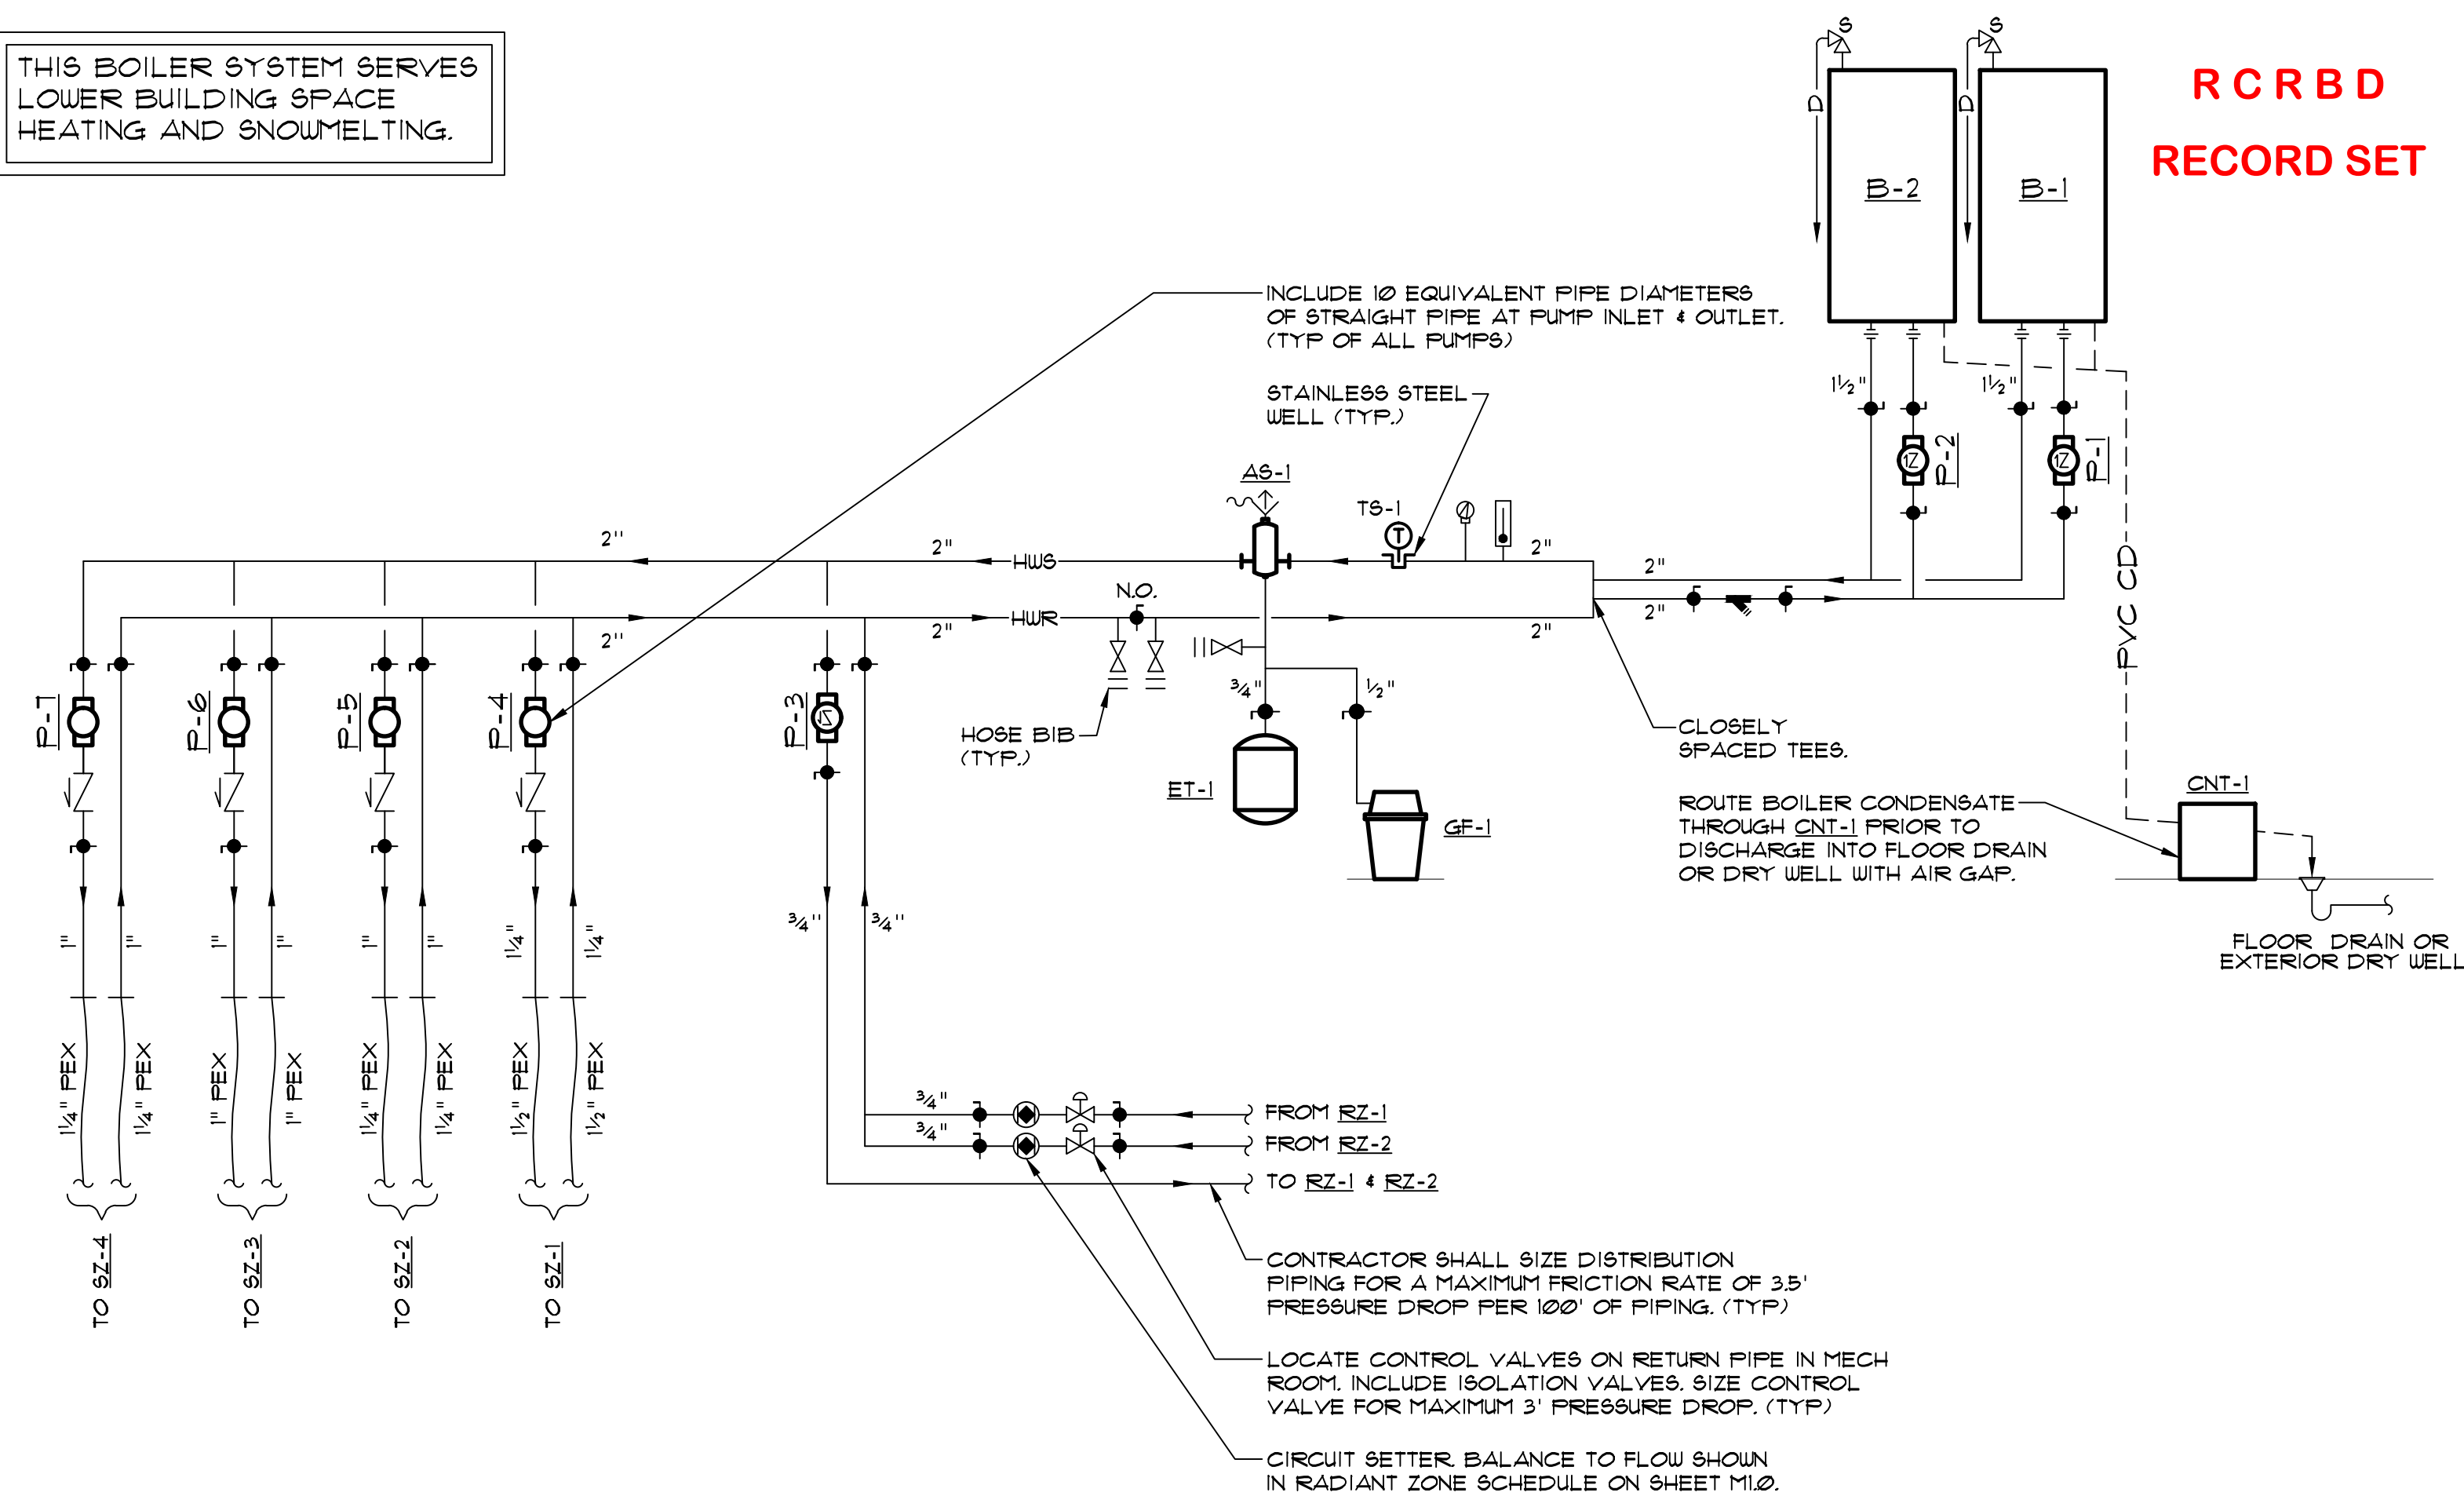 THIS BOILER SYSTEM SERVES
LOWER BUILDING SPACE
HEATING AND SNOWMELTING.
S
S
D
D
B-2
B-1
R C R B D
RECORD SET
INCLUDE 10 EQUIVALENT PIPE DIAMETERS
OF STRAIGHT PIPE AT PUMP INLET & OUTLET.
(TYP OF ALL PUMPS)
STAINLESS STEEL
WELL (TYP.)
1½"
1½"
P-2
P-1
AS-1
TS-1
T
2"
2"
HWS
2"
2"
N.O.
2"
2"
HWR
2"
2"
PVC CD
P-7
P-6
P-5
P-4
P-3
HOSE BIB
(TYP.)
¾"
½"
ET-1
GF-1
CLOSELY
SPACED TEES.
ROUTE BOILER CONDENSATE
THROUGH CNT-1 PRIOR TO
DISCHARGE INTO FLOOR DRAIN
OR DRY WELL WITH AIR GAP.
CNT-1
FLOOR DRAIN OR
EXTERIOR DRY WELL
1"
1"
1"
1"
1"
1"
1¼"
1¼"
¾"
¾"
1¼" PEX
1¼" PEX
1" PEX
1" PEX
1¼" PEX
1¼" PEX
1½" PEX
1½" PEX
¾"
FROM RZ-1
¾"
FROM RZ-2
TO RZ-1 & RZ-2
TO SZ-4
TO SZ-3
TO SZ-2
TO SZ-1
CONTRACTOR SHALL SIZE DISTRIBUTION
PIPING FOR A MAXIMUM FRICTION RATE OF 3.5'
PRESSURE DROP PER 100' OF PIPING. (TYP)
LOCATE CONTROL VALVES ON RETURN PIPE IN MECH
ROOM. INCLUDE ISOLATION VALVES. SIZE CONTROL
VALVE FOR MAXIMUM 3' PRESSURE DROP. (TYP)
CIRCUIT SETTER. BALANCE TO FLOW SHOWN
IN RADIANT ZONE SCHEDULE ON SHEET M1.0.